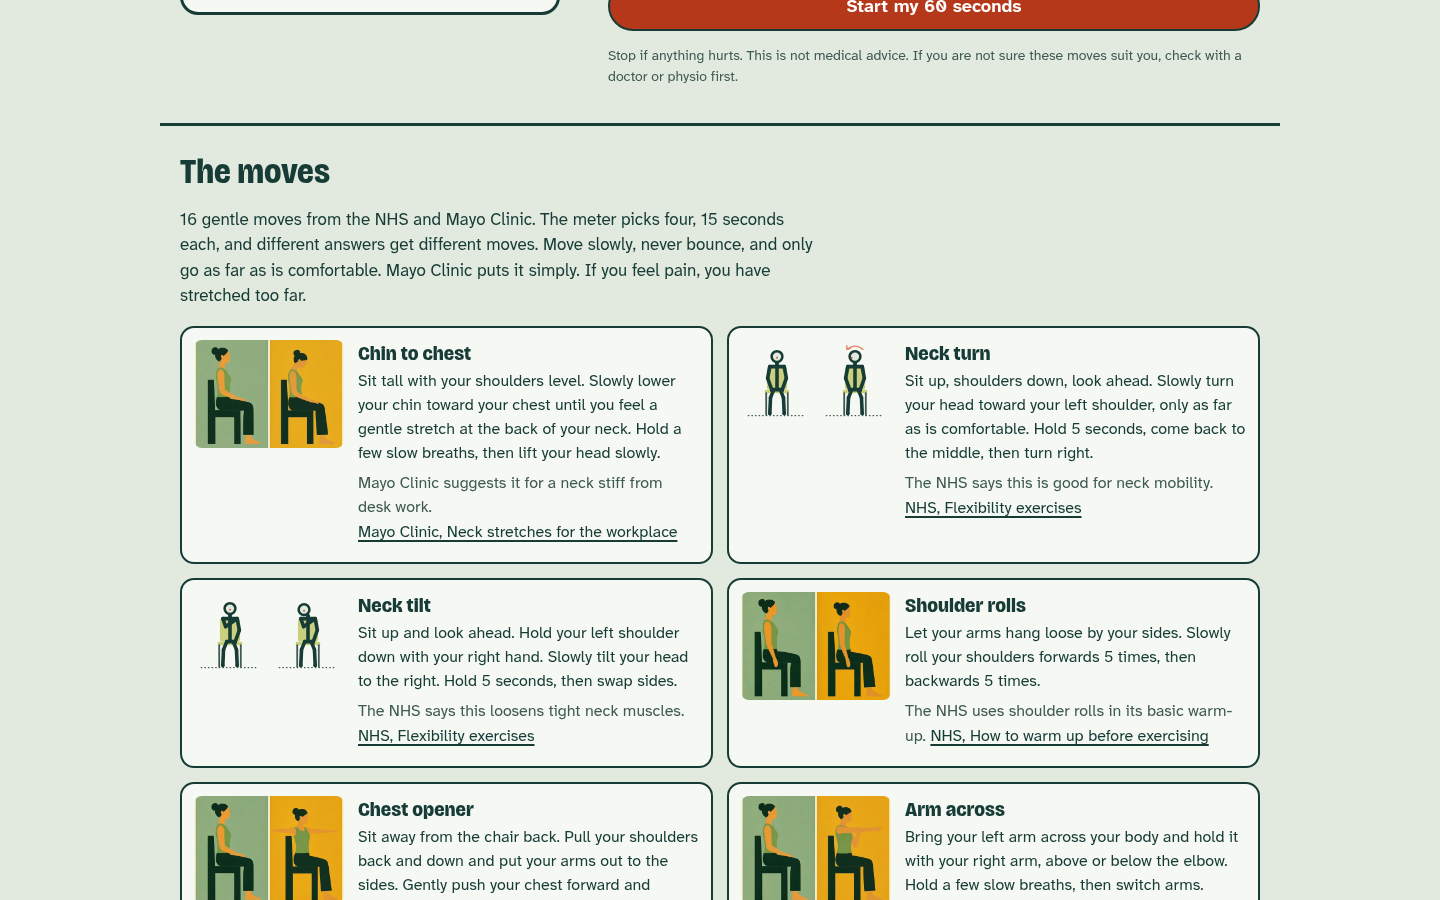 Start my 60 seconds
Stop if anything hurts. This is not medical advice. If you are not sure these moves suit you, check with a
doctor or physio first.
The moves
16 gentle moves from the NHS and Mayo Clinic. The meter picks four, 15 seconds
each, and different answers get different moves. Move slowly, never bounce, and only
go as far as is comfortable. Mayo Clinic puts it simply. If you feel pain, you have
stretched too far.
Chin to chest
Sit tall with your shoulders level. Slowly lower
your chin toward your chest until you feel a
gentle stretch at the back of your neck. Hold a
few slow breaths, then lift your head slowly.
Mayo Clinic suggests it for a neck stiff from
desk work.
Mayo Clinic, Neck stretches for the workplace
Neck turn
Sit up, shoulders down, look ahead. Slowly turn
your head toward your left shoulder, only as far
as is comfortable. Hold 5 seconds, come back to
the middle, then turn right.
The NHS says this is good for neck mobility.
NHS, Flexibility exercises
Neck tilt
Sit up and look ahead. Hold your left shoulder
down with your right hand. Slowly tilt your head
to the right. Hold 5 seconds, then swap sides.
The NHS says this loosens tight neck muscles.
NHS, Flexibility exercises
Shoulder rolls
Let your arms hang loose by your sides. Slowly
roll your shoulders forwards 5 times, then
backwards 5 times.
The NHS uses shoulder rolls in its basic warm-
up. NHS, How to warm up before exercising
Chest opener
Sit away from the chair back. Pull your shoulders
back and down and put your arms out to the
sides. Gently push your chest forward and
Arm across
Bring your left arm across your body and hold it
with your right arm, above or below the elbow.
Hold a few slow breaths, then switch arms.